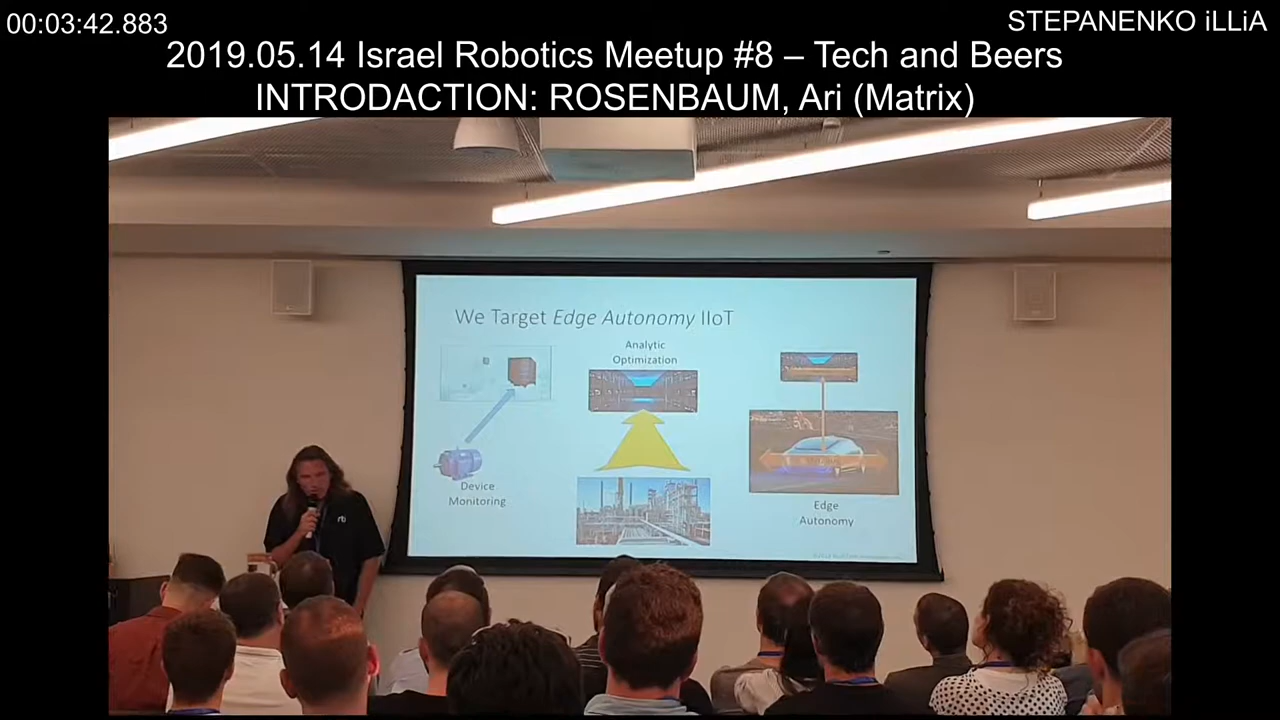 00:03:42.883
STEPANENKO iLLiA
2019.05.14 Israel Robotics Meetup #8 – Tech and Beers
INTRODACTION: ROSENBAUM, Ari (Matrix)
We Target Edge Autonomy IIoT
Analytic
Optimization
Device
Monitoring
Edge
Autonomy
rti